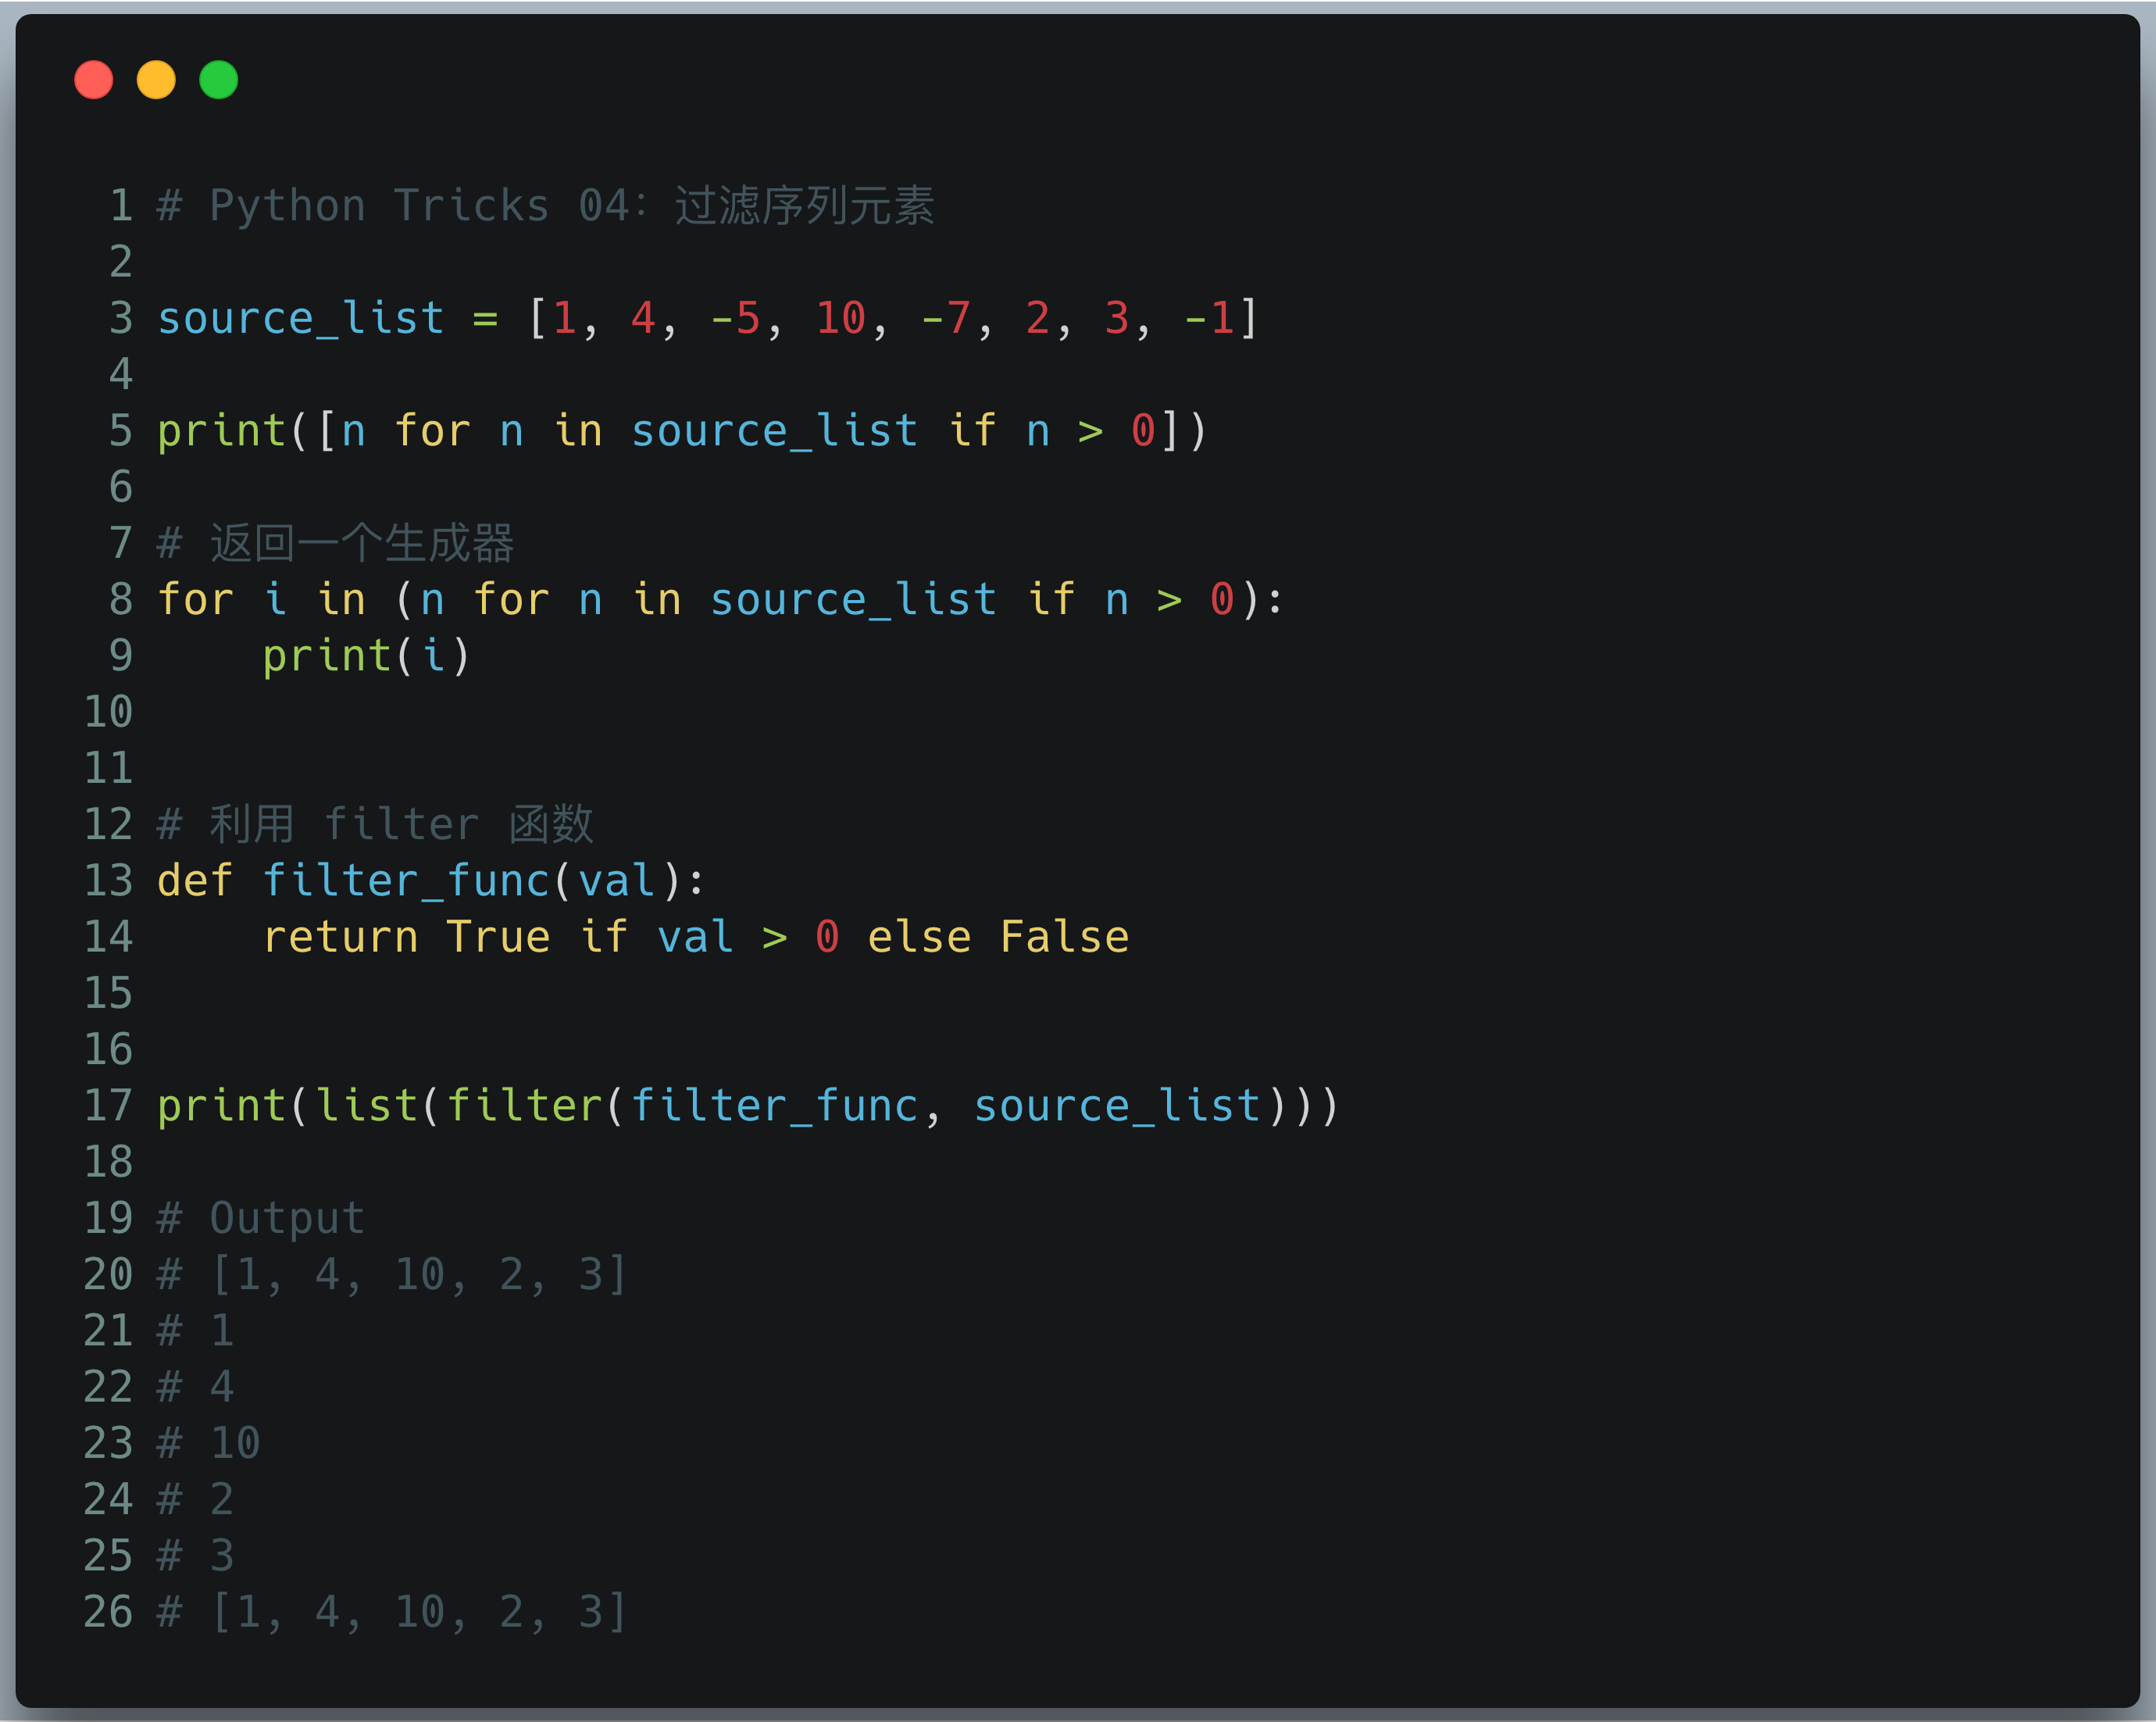 1 # Python Tricks 04: 过滤序列元素
2
3 source_list = [1, 4, -5, 10, -7, 2, 3, -1]
4
5 print([n for n in source_list if n > 0])
6
7 # 返回一个生成器
8 for i in (n for n in source_list if n > 0):
9     print(i)
10
11
12 # 利用 filter 函数
13 def filter_func(val):
14     return True if val > 0 else False
15
16
17 print(list(filter(filter_func, source_list)))
18
19 # Output
20 # [1, 4, 10, 2, 3]
21 # 1
22 # 4
23 # 10
24 # 2
25 # 3
26 # [1, 4, 10, 2, 3]